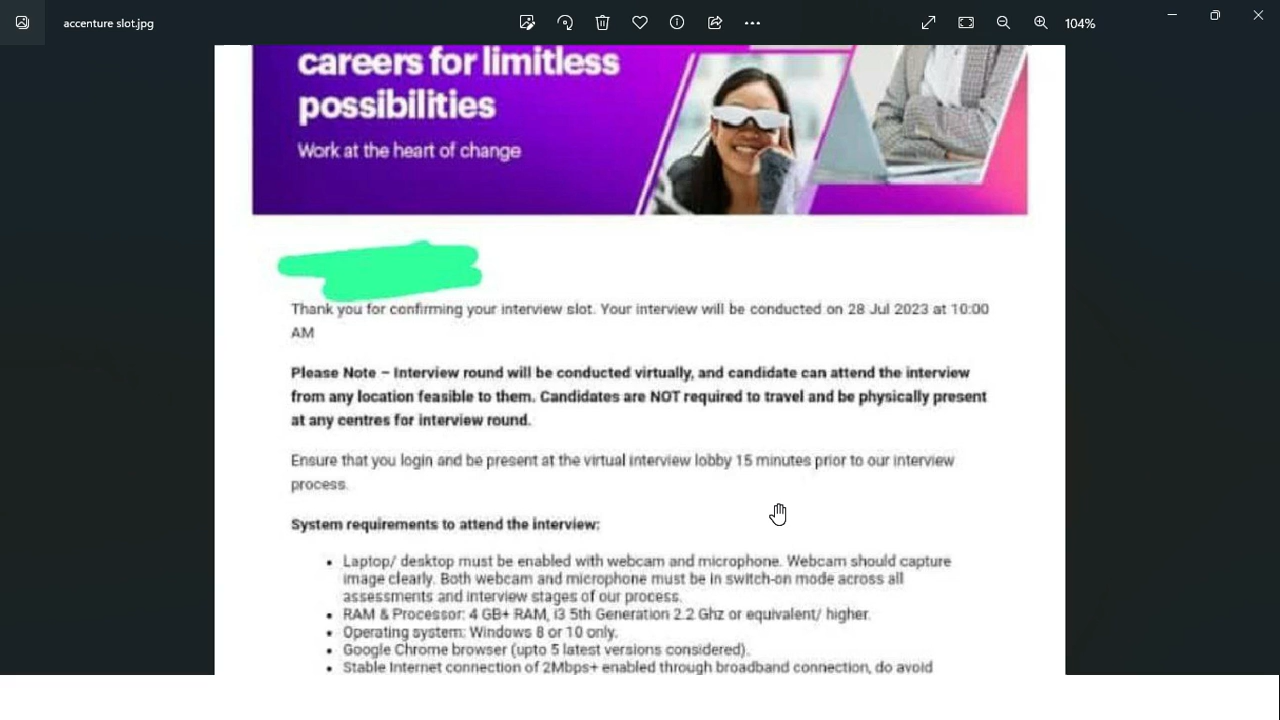 accenture slot.jpg
104%
careers for limitless
possibilities
Work at the heart of change
Thank you for confirming your interview slot. Your interview will be conducted on 28 Jul 2023 at 10:00
AM
Please Note – Interview round will be conducted virtually, and candidate can attend the interview
from any location feasible to them. Candidates are NOT required to travel and be physically present
at any centres for interview round.
Ensure that you login and be present at the virtual interview lobby 15 minutes prior to our interview
process.
System requirements to attend the interview:
• Laptop/ desktop must be enabled with webcam and microphone. Webcam should capture
image clearly. Both webcam and microphone must be in switch-on mode across all
assessments and interview stages of our process.
• RAM & Processor: 4 GB+ RAM, i3 5th Generation 2.2 Ghz or equivalent/ higher.
• Operating system: Windows 8 or 10 only.
• Google Chrome browser (upto 5 latest versions considered).
• Stable Internet connection of 2Mbps+ enabled through broadband connection, do avoid